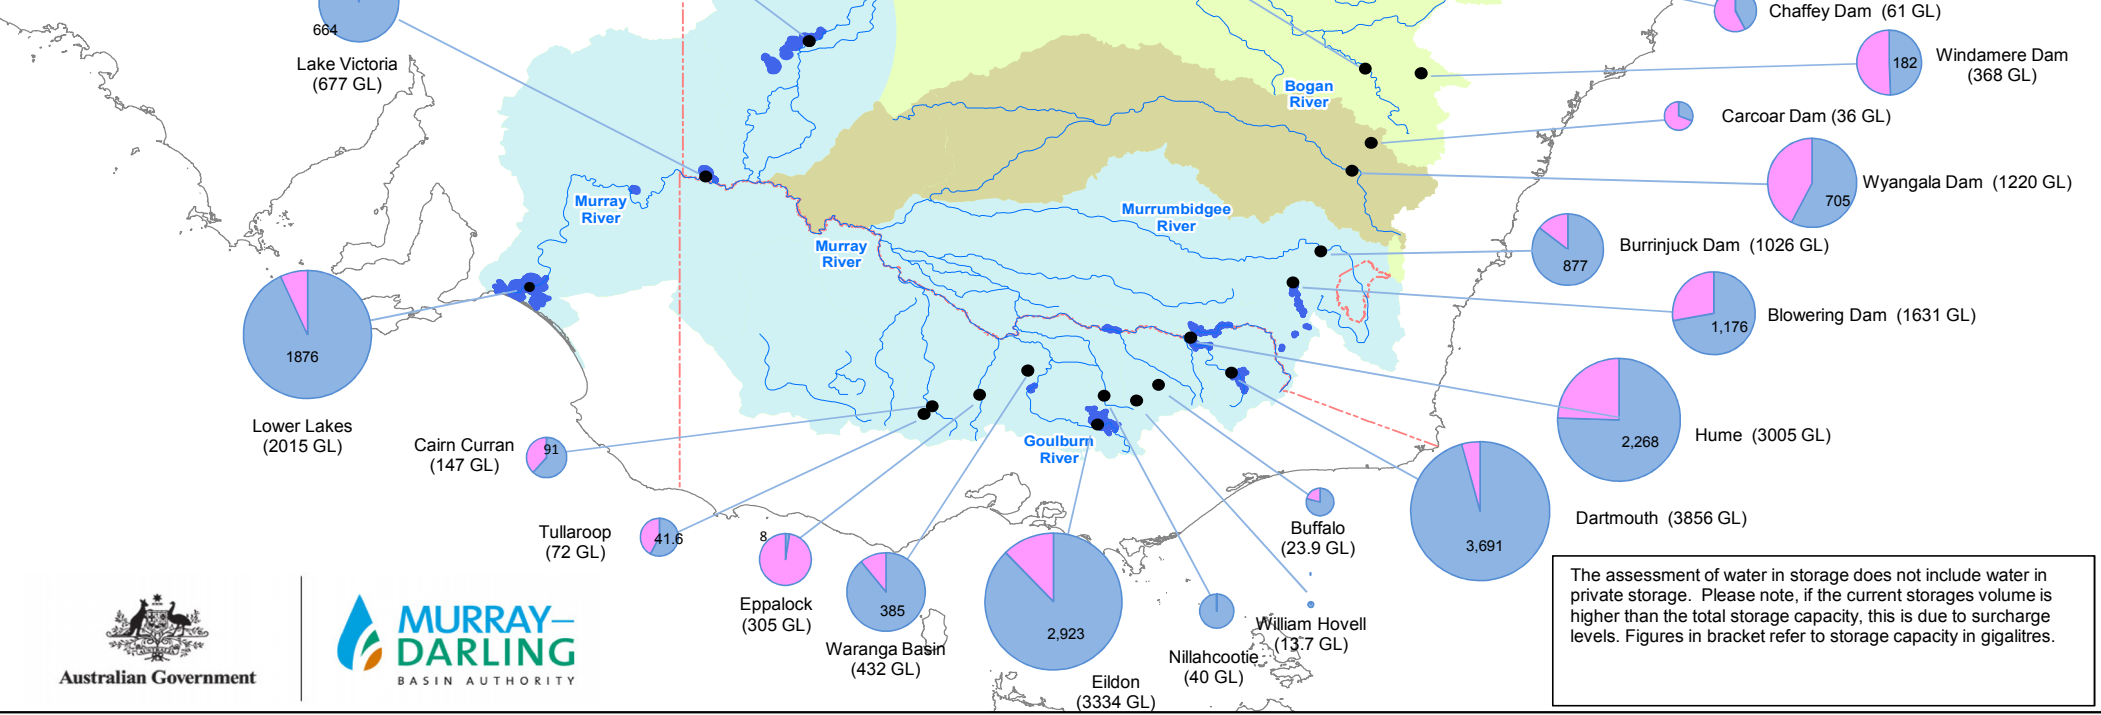 664
Lake Victoria
(677 GL)
Chaffey Dam (61 GL)
182
Windamere Dam
(368 GL)
Bogan
River
Carcoar Dam (36 GL)
Wyangala Dam (1220 GL)
705
Murray
River
Murrumbidgee
River
Murray
River
Burrinjuck Dam (1026 GL)
877
Blowering Dam (1631 GL)
1,176
1876
Lower Lakes
(2015 GL)
Hume (3005 GL)
2,268
Cairn Curran
(147 GL)
91
Goulburn
River
Tullaroop
(72 GL)
41.6
8
Eppalock
(305 GL)
385
Waranga Basin
(432 GL)
2,923
Eildon
(3334 GL)
Nillahcootie
(40 GL)
William Hovell
(13.7 GL)
Buffalo
(23.9 GL)
3,691
Dartmouth (3856 GL)
The assessment of water in storage does not include water in
private storage. Please note, if the current storages volume is
higher than the total storage capacity, this is due to surcharge
levels. Figures in bracket refer to storage capacity in gigalitres.
Australian Government
MURRAY–
DARLING
BASIN AUTHORITY